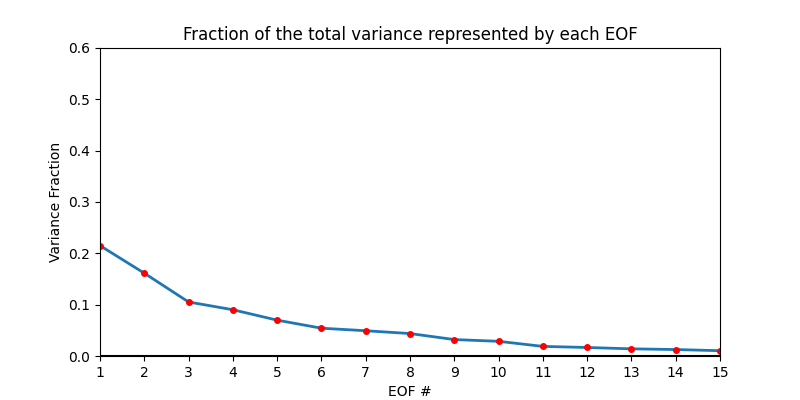 Fraction of the total variance represented by each EOF
0.6
0.5
0.4
0.3
0.2
0.1
0.0
Variance Fraction
1 2 3 4 5 6 7 8 9 10 11 12 13 14 15
EOF #